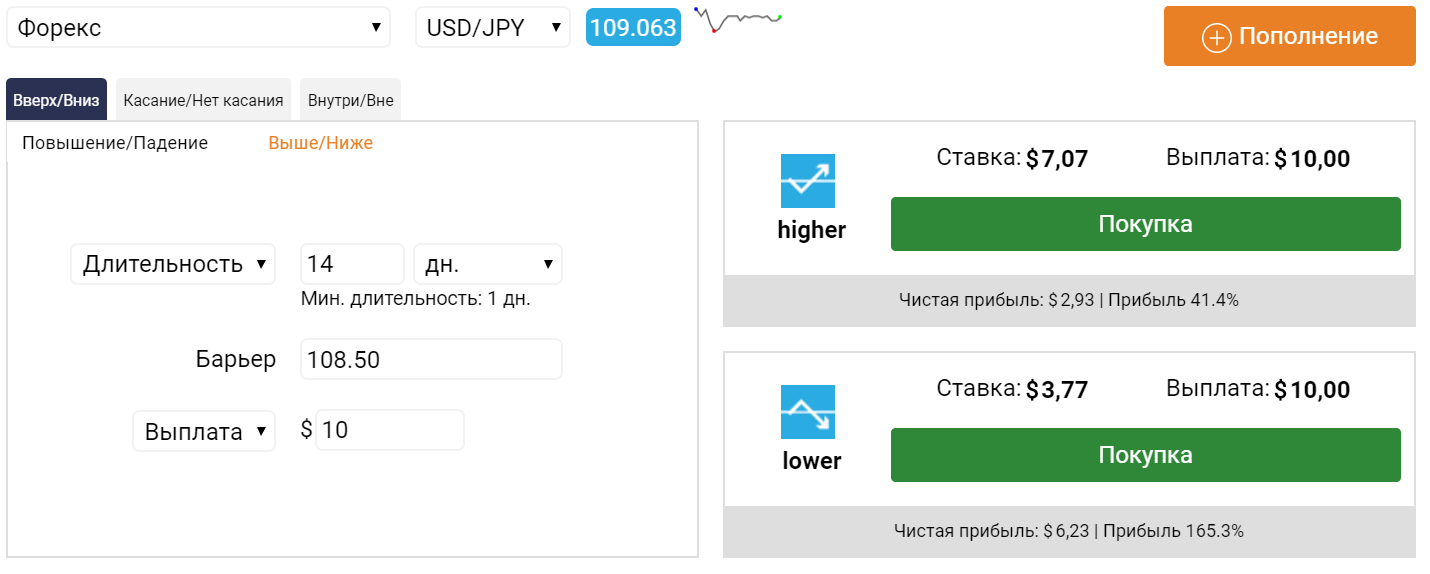 Форекс
USD/JPY
109.063
Пополнение
Вверх/Вниз
Касание/Нет касания
Внутри/Вне
Повышение/Падение
Выше/Ниже
Длительность
14
дн.
Мин. длительность: 1 дн.
Барьер
108.50
Выплата
$ 10
Ставка: $7,07
Выплата: $10,00
higher
Покупка
Чистая прибыль: $2,93 | Прибыль 41.4%
Ставка: $3,77
Выплата: $10,00
lower
Покупка
Чистая прибыль: $6,23 | Прибыль 165.3%